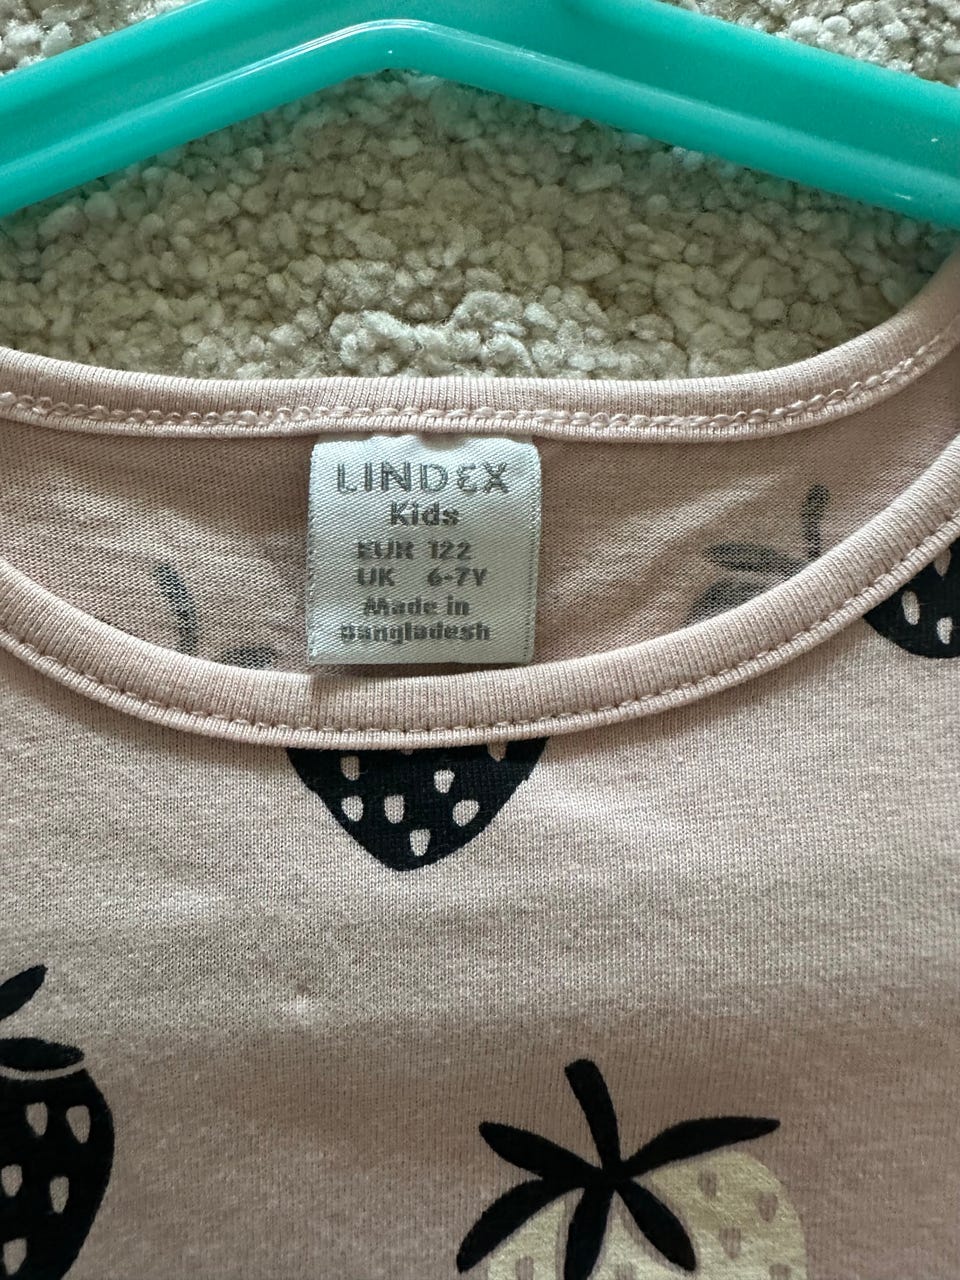 LINDEX
Kids
EUR 122
UK 6-7Y
Made in
Bangladesh